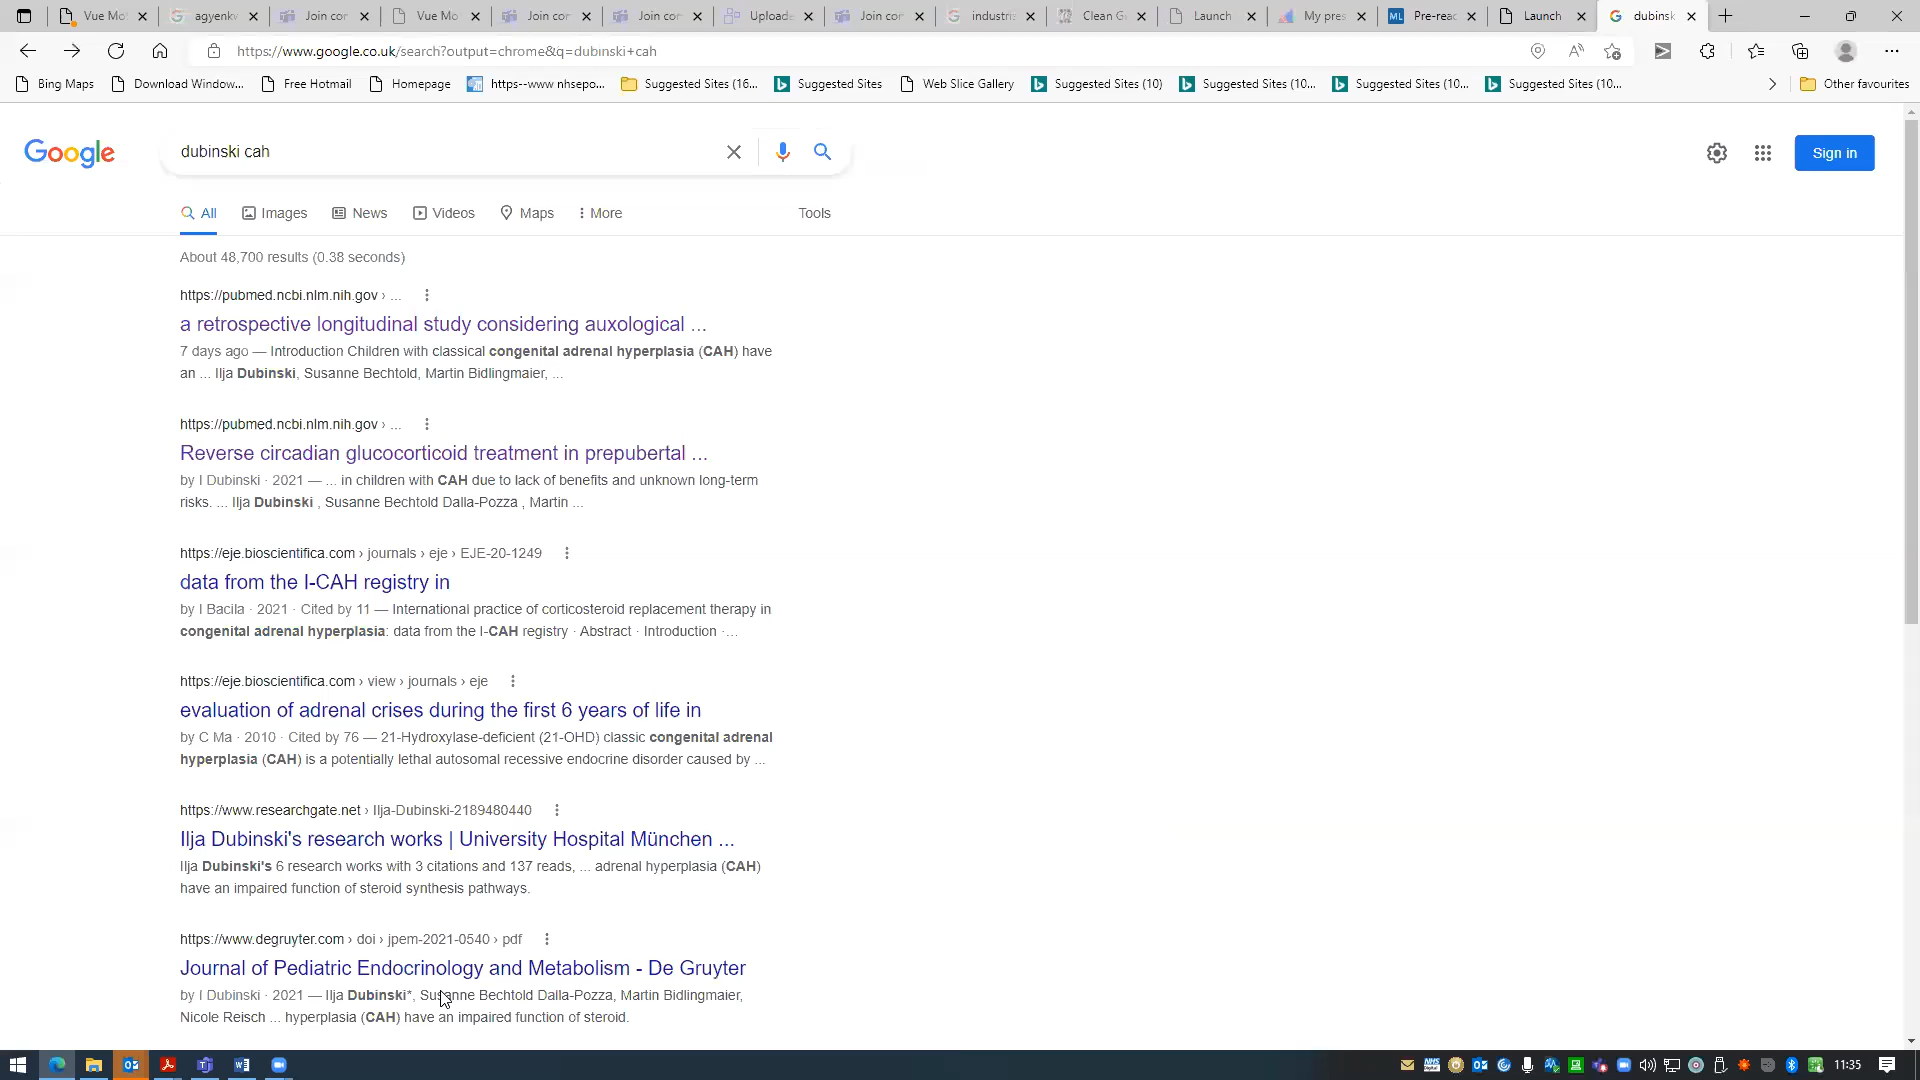 Vue Mo
agyenkw
Join cor
Vue Mo
Join cor
Join cor
Upload
Join cor
industri
Clean G
Launch
My pres
Pre-reac
Launch
dubinsk
https://www.google.co.uk/search?output=chrome&q=dubinski+cah
Bing Maps
Download Window...
Free Hotmail
Homepage
https--www nhsepo...
Suggested Sites (16...
Suggested Sites
Web Slice Gallery
Suggested Sites (10)
Suggested Sites (10...
Suggested Sites (10...
Suggested Sites (10...
Other favourites
Google
dubinski cah
Sign in
All
Images
News
Videos
Maps
More
Tools
About 48,700 results (0.38 seconds)
https://pubmed.ncbi.nlm.nih.gov › ...
a retrospective longitudinal study considering auxological ...
7 days ago — Introduction Children with classical congenital adrenal hyperplasia (CAH) have
an ... Ilja Dubinski, Susanne Bechtold, Martin Bidlingmaier, ...
https://pubmed.ncbi.nlm.nih.gov › ...
Reverse circadian glucocorticoid treatment in prepubertal ...
by I Dubinski · 2021 — ... in children with CAH due to lack of benefits and unknown long-term
risks. ... Ilja Dubinski , Susanne Bechtold Dalla-Pozza , Martin ...
https://eje.bioscientifica.com › journals › eje › EJE-20-1249
data from the I-CAH registry in
by I Bacila · 2021 · Cited by 11 — International practice of corticosteroid replacement therapy in
congenital adrenal hyperplasia: data from the I-CAH registry · Abstract · Introduction ·...
https://eje.bioscientifica.com › view › journals › eje
evaluation of adrenal crises during the first 6 years of life in
by C Ma · 2010 · Cited by 76 — 21-Hydroxylase-deficient (21-OHD) classic congenital adrenal
hyperplasia (CAH) is a potentially lethal autosomal recessive endocrine disorder caused by ...
https://www.researchgate.net › Ilja-Dubinski-2189480440
Ilja Dubinski's research works | University Hospital München ...
Ilja Dubinski's 6 research works with 3 citations and 137 reads, ... adrenal hyperplasia (CAH)
have an impaired function of steroid synthesis pathways.
https://www.degruyter.com › doi › jpem-2021-0540 › pdf
Journal of Pediatric Endocrinology and Metabolism - De Gruyter
by I Dubinski · 2021 — Ilja Dubinski*, Susanne Bechtold Dalla-Pozza, Martin Bidlingmaier,
Nicole Reisch ... hyperplasia (CAH) have an impaired function of steroid.
11:35